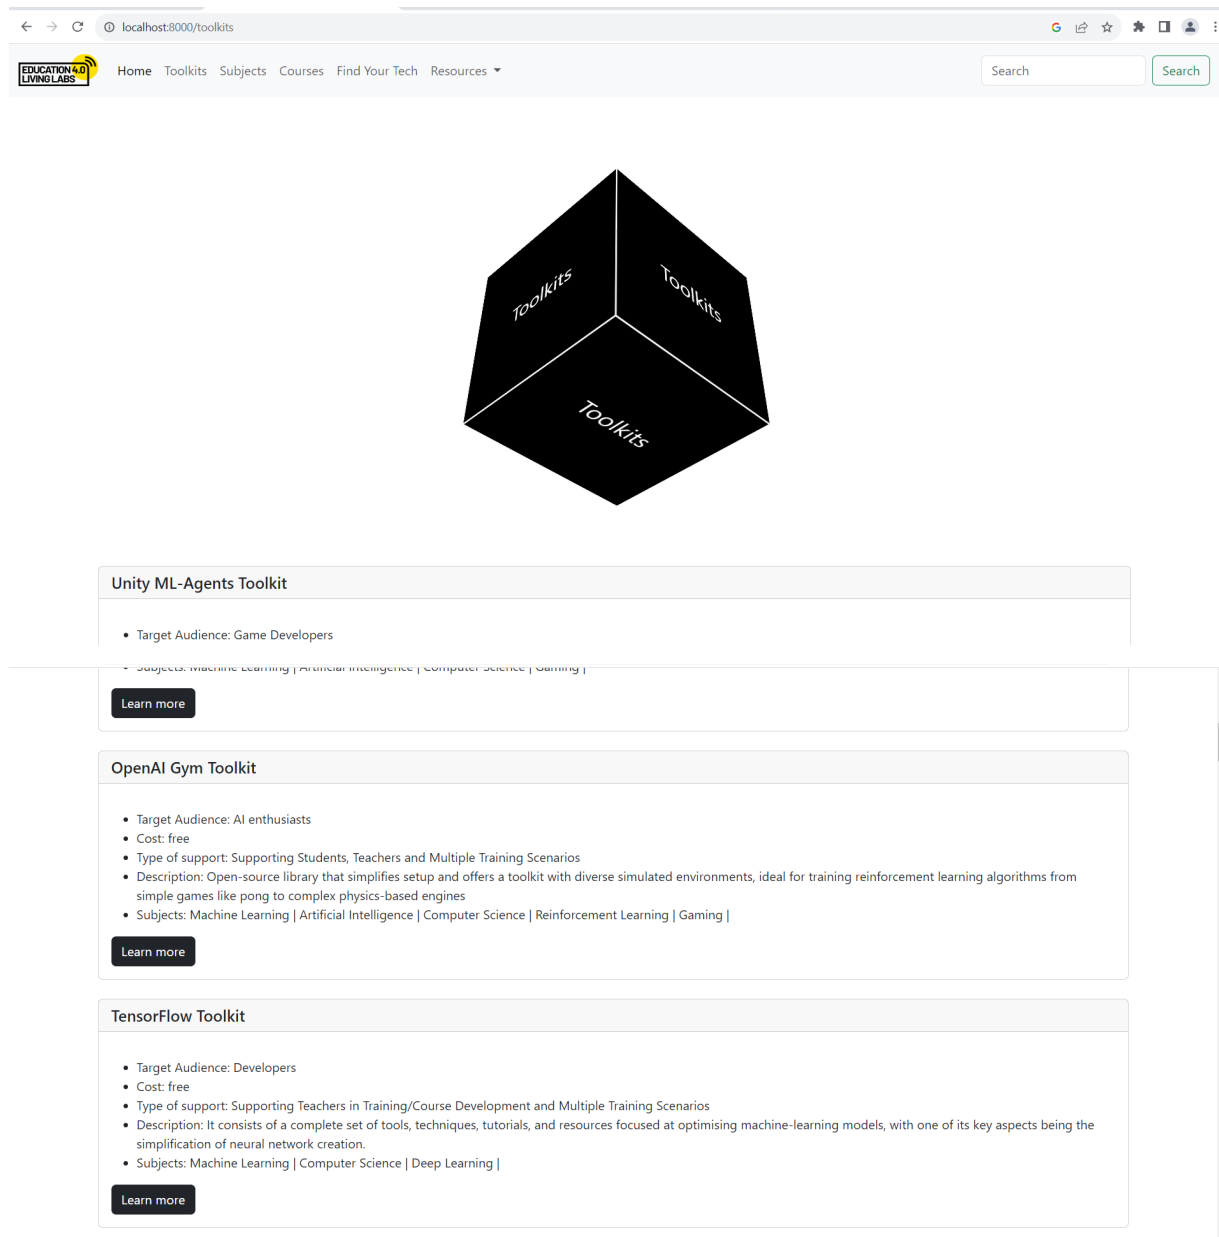 localhost:8000/toolkits
EDUCATION 4.0
LIVING LABS
Home Toolkits Subjects Courses Find Your Tech Resources
Search Search
Toolkits
Toolkits
Toolkits
Unity ML-Agents Toolkit
• Target Audience: Game Developers
• Subjects: Machine Learning | Artificial Intelligence | Computer Science | Gaming |
Learn more
OpenAI Gym Toolkit
• Target Audience: AI enthusiasts
• Cost: free
• Type of support: Supporting Students, Teachers and Multiple Training Scenarios
• Description: Open-source library that simplifies setup and offers a toolkit with diverse simulated environments, ideal for training reinforcement learning algorithms from
simple games like pong to complex physics-based engines
• Subjects: Machine Learning | Artificial Intelligence | Computer Science | Reinforcement Learning | Gaming |
Learn more
TensorFlow Toolkit
• Target Audience: Developers
• Cost: free
• Type of support: Supporting Teachers in Training/Course Development and Multiple Training Scenarios
• Description: It consists of a complete set of tools, techniques, tutorials, and resources focused at optimising machine-learning models, with one of its key aspects being the
simplification of neural network creation.
• Subjects: Machine Learning | Computer Science | Deep Learning |
Learn more